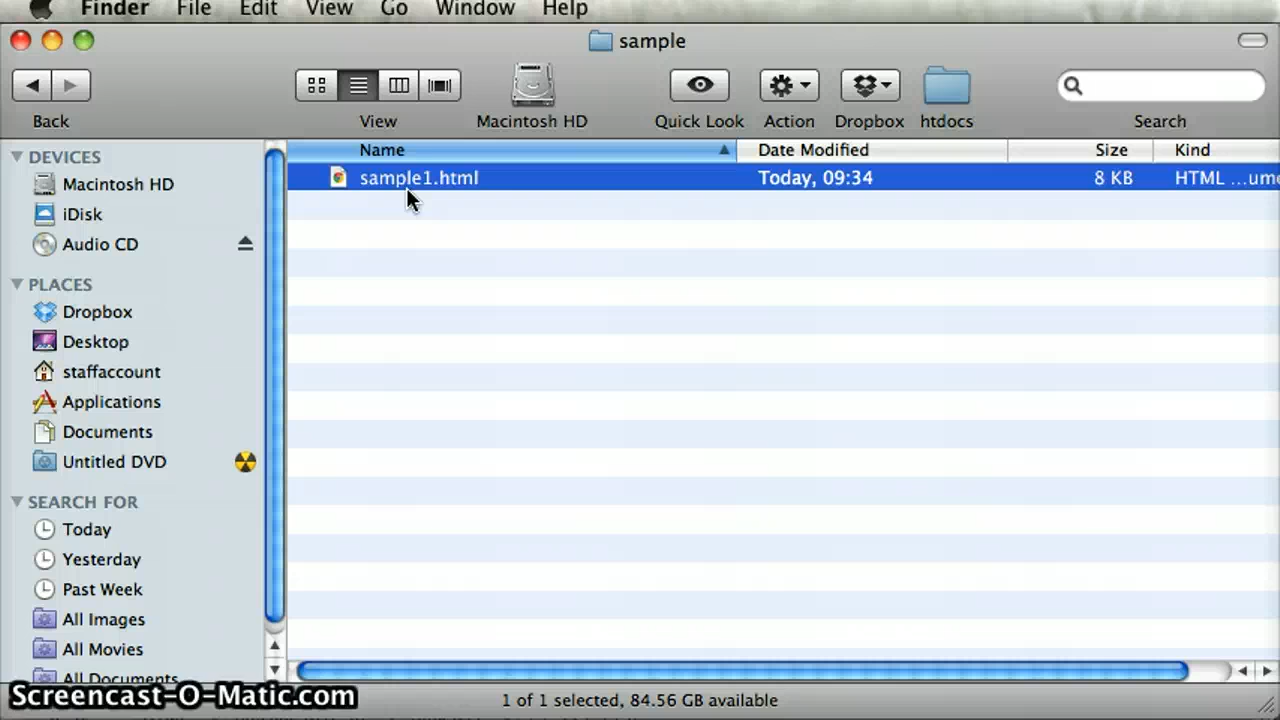 Finder File Edit View Go Window Help
sample
Back View Macintosh HD Quick Look Action Dropbox htdocs Search
Name Date Modified Size Kind
sample1.html Today, 09:34 8 KB HTML ...ume
DEVICES
Macintosh HD
iDisk
Audio CD
PLACES
Dropbox
Desktop
staffaccount
Applications
Documents
Untitled DVD
SEARCH FOR
Today
Yesterday
Past Week
All Images
All Movies
All Documents
Screencast-O-Matic.com
1 of 1 selected, 84.56 GB available